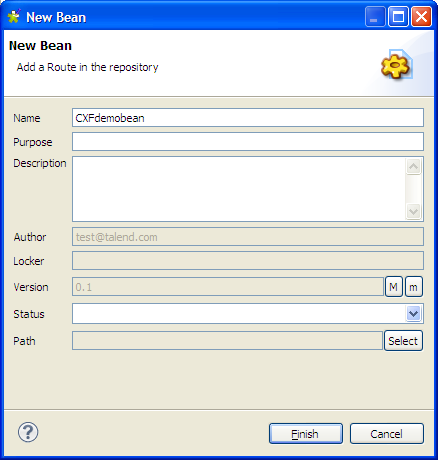 New Bean
New Bean
Add a Route in the repository
Name CXFdemobean
Purpose
Description
Author test@talend.com
Locker
Version 0.1 M m
Status
Path Select
? Finish Cancel